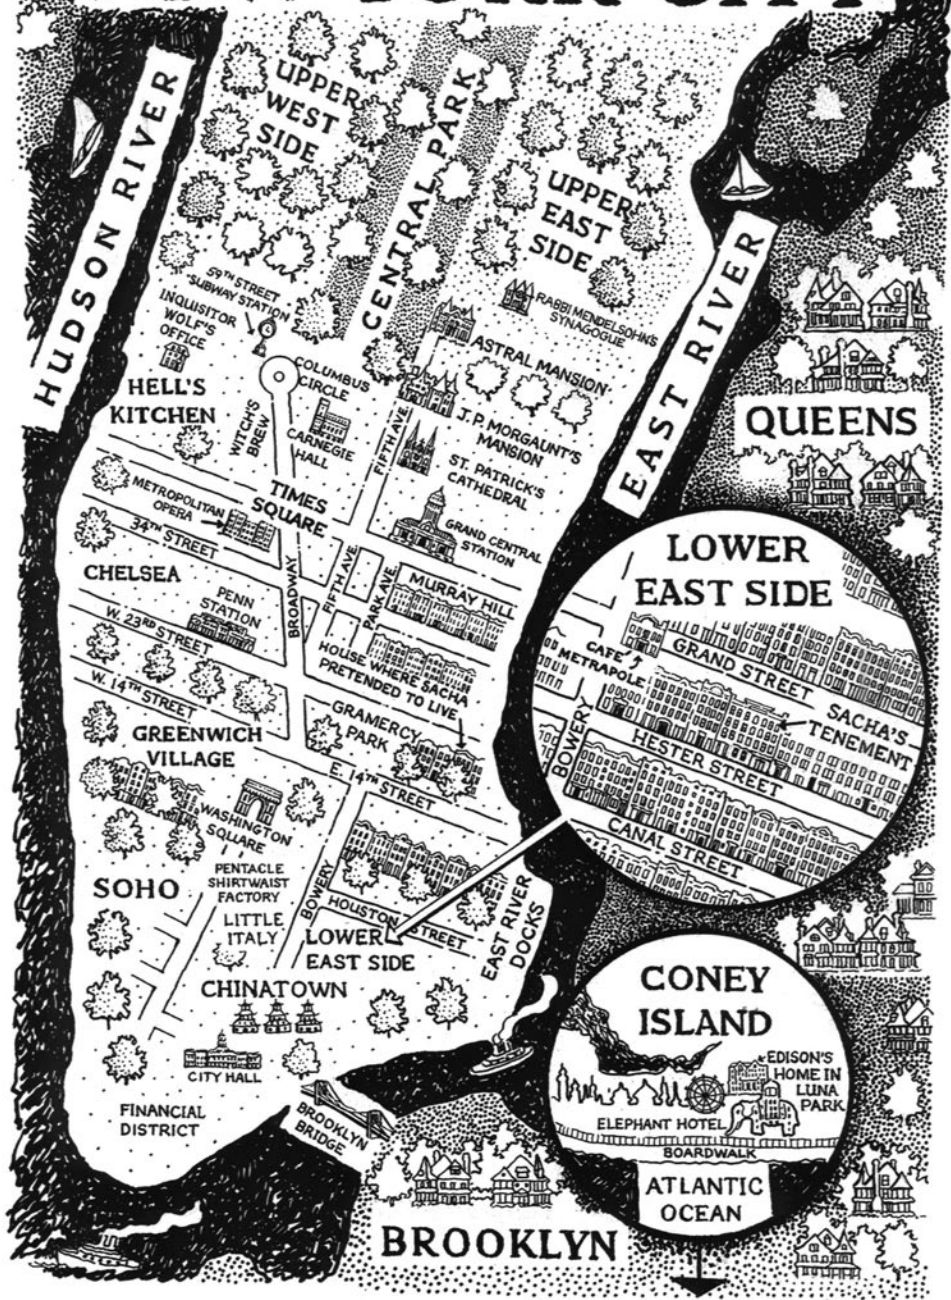 HUDSON RIVER
UPPER
WEST
SIDE
CENTRAL PARK
UPPER
EAST
SIDE
EAST RIVER
59TH STREET
SUBWAY STATION
INQUISITOR
WOLF'S
OFFICE
RABBI MENDELSOHN'S
SYNAGOGUE
ASTRAL MANSION
COLUMBUS
CIRCLE
HELL'S
KITCHEN
WITCH'S
BREW
CARNEGIE
HALL
FIFTH AVE.
J.P. MORGAUNT'S
MANSION
ST. PATRICK'S
CATHEDRAL
QUEENS
METROPOLITAN
OPERA
TIMES
SQUARE
GRAND CENTRAL
STATION
34TH STREET
CHELSEA
PENN
STATION
BROADWAY
FIFTH AVE.
PARK AVE.
MURRAY HILL
W. 23RD STREET
HOUSE WHERE SACHA
PRETENDED TO LIVE
W. 14TH STREET
GREENWICH
VILLAGE
GRAMERCY
PARK
E. 14TH
STREET
WASHINGTON
SQUARE
PENTACLE
SHIRTWAIST
FACTORY
SOHO
LITTLE
ITALY
BOWERY
HOUSTON
STREET
LOWER
EAST SIDE
EAST RIVER
DOCKS
CHINATOWN
CITY HALL
FINANCIAL
DISTRICT
BROOKLYN
BRIDGE
BROOKLYN
LOWER
EAST SIDE
CAFE
METRAPOLE
GRAND STREET
SACHA'S
TENEMENT
BOWERY
HESTER STREET
CANAL STREET
CONEY
ISLAND
EDISON'S
HOME IN
LUNA
PARK
ELEPHANT HOTEL
BOARDWALK
ATLANTIC
OCEAN